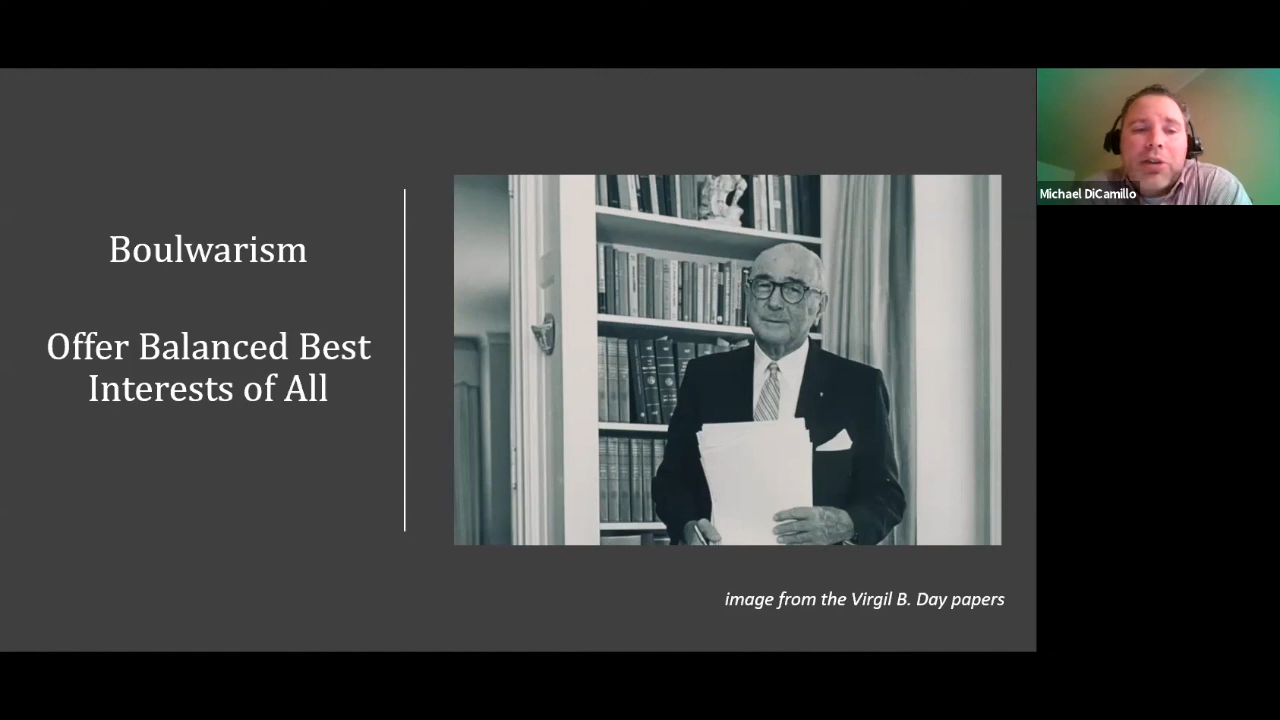 Boulwarism
Offer Balanced Best
Interests of All
image from the Virgil B. Day papers
Michael DiCamillo